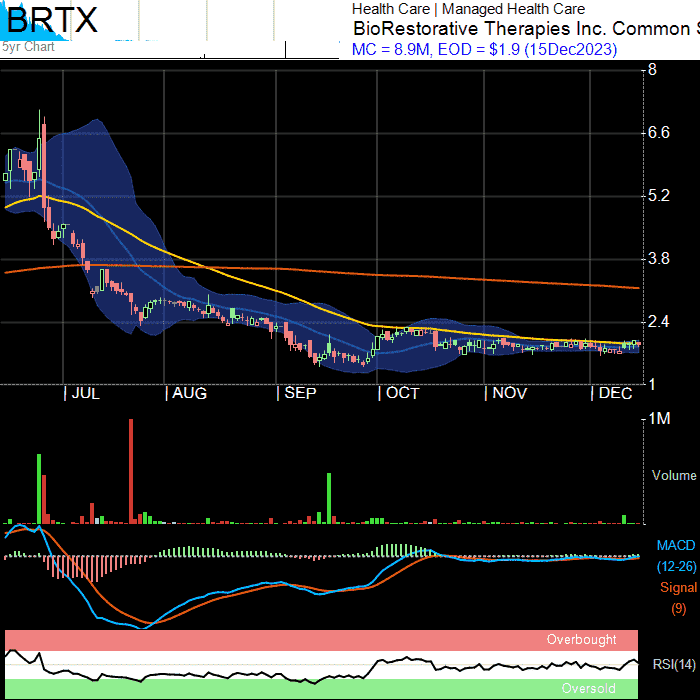 BRTX
5yr Chart
Health Care | Managed Health Care
BioRestorative Therapies Inc. Common S
MC = 8.9M, EOD = $1.9 (15Dec2023)
8
6.6
5.2
3.8
2.4
1
| JUL | AUG | SEP | OCT | NOV | DEC
1M
Volume
MACD
(12-26)
Signal
(9)
Overbought
RSI(14)
Oversold